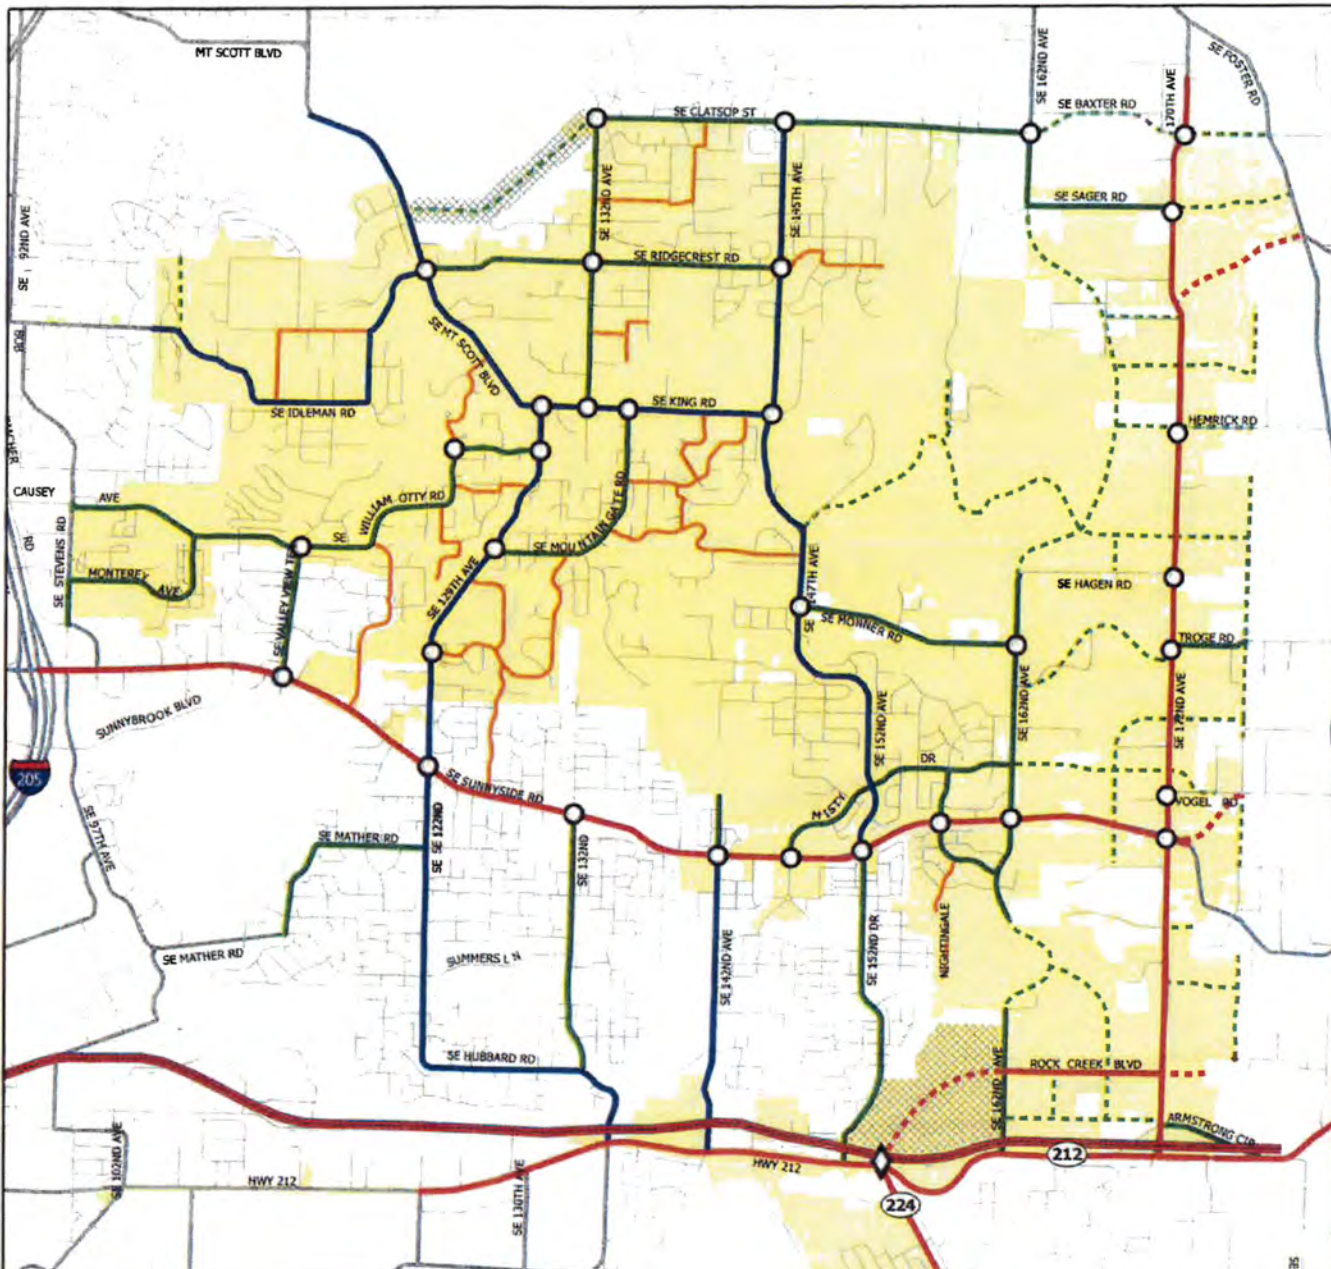 MT SCOTT BLVD
SE 162ND AVE
170TH AVE
SE FOSTER RD
SE BAXTER RD
SE CLATSOP ST
SE 92ND AVE
SE 132ND AVE
SE 145TH AVE
SE SAGER RD
SE RIDGECREST RD
BOB
SE MT SCOTT BLVD
SE IDLEMAN RD
SE KING RD
HEMRICK RD
CAUSEY
AVE
RD
SE STEVENS RD
SE
WILLIAM OTTY RD
SE MOUNTAIN GATE RD
MONTEREY AVE
SE VALLEY VIEW TE
SE 129TH AVE
SE 147TH AVE
SE HAGEN RD
SE MONNER RD
TROGE RD
SE 162ND AVE
SE 172ND AVE
SUNNYBROOK BLVD
SE 152ND AVE
DR
MISTY
205
SE SUNNYSIDE RD
VOGEL RD
SE 97TH AVE
SE MATHER RD
SE SE 122ND
SE 132ND
SE MATHER RD
SUMMERS LN
SE 142ND AVE
SE 152ND DR
NIGHTINGALE
SE HUBBARD RD
SE 162ND AVE
ROCK CREEK BLVD
ARMSTRONG CIR
SE 102ND AVE
HWY 212
SE 130TH AVE
HWY 212
212
224